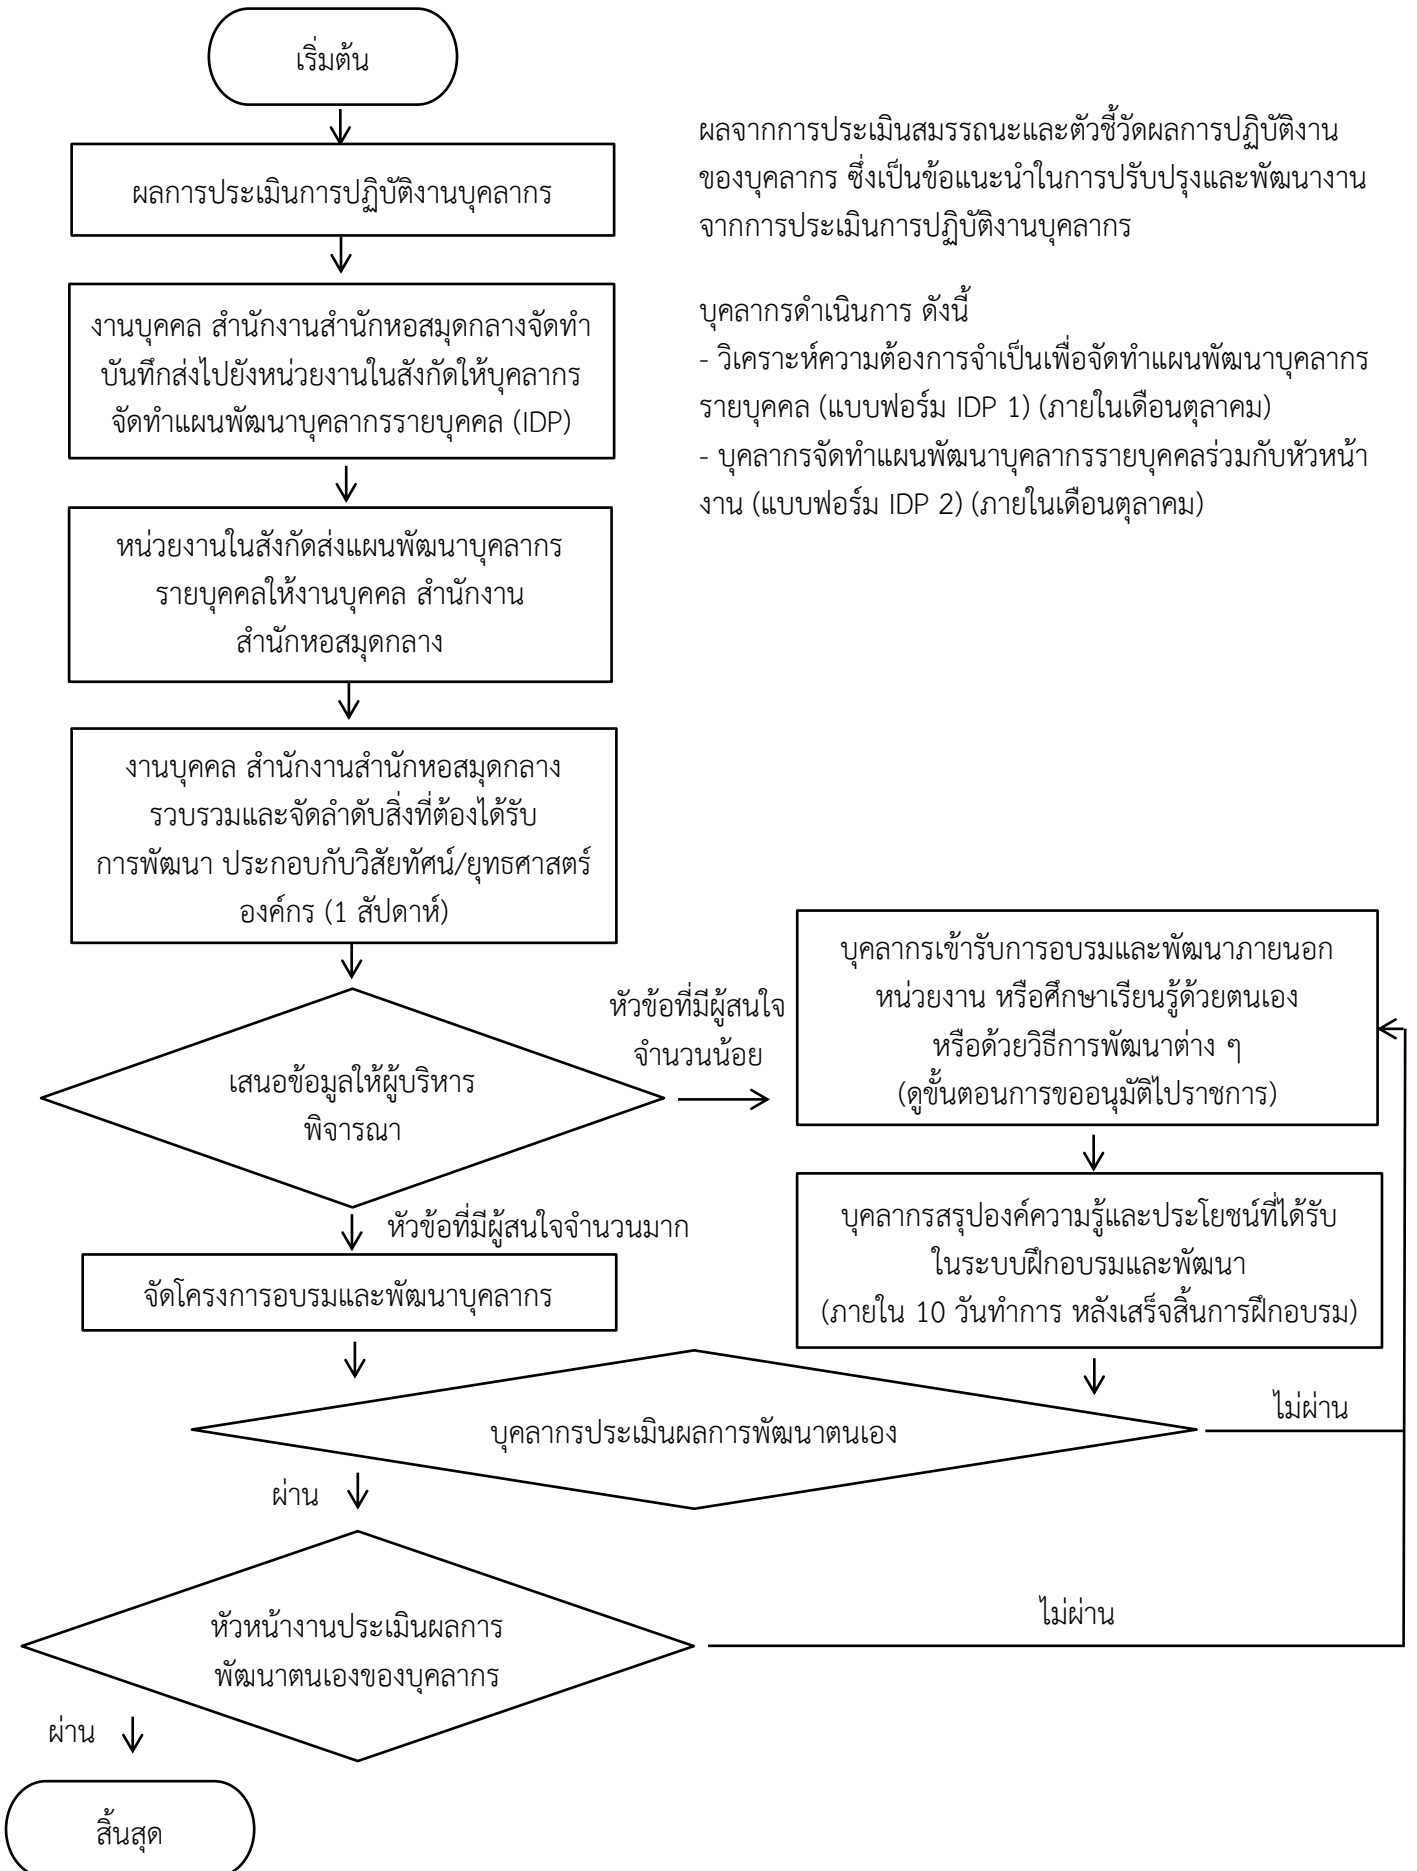 เริ่มต้น
ผลการประเมินการปฏิบัติงานบุคลากร
ผลจากการประเมินสมรรถนะและตัวชี้วัดผลการปฏิบัติงาน
ของบุคลากร ซึ่งเป็นข้อแนะนำในการปรับปรุงและพัฒนางาน
จากการประเมินการปฏิบัติงานบุคลากร
งานบุคคล สำนักงานสำนักหอสมุดกลางจัดทำ
บันทึกส่งไปยังหน่วยงานในสังกัดให้บุคลากร
จัดทำแผนพัฒนาบุคลากรรายบุคคล (IDP)
บุคลากรดำเนินการ ดังนี้
- วิเคราะห์ความต้องการจำเป็นเพื่อจัดทำแผนพัฒนาบุคลากร
รายบุคคล (แบบฟอร์ม IDP 1) (ภายในเดือนตุลาคม)
- บุคลากรจัดทำแผนพัฒนาบุคลากรรายบุคคลร่วมกับหัวหน้า
งาน (แบบฟอร์ม IDP 2) (ภายในเดือนตุลาคม)
หน่วยงานในสังกัดส่งแผนพัฒนาบุคลากร
รายบุคคลให้งานบุคคล สำนักงาน
สำนักหอสมุดกลาง
งานบุคคล สำนักงานสำนักหอสมุดกลาง
รวบรวมและจัดลำดับสิ่งที่ต้องได้รับ
การพัฒนา ประกอบกับวิสัยทัศน์/ยุทธศาสตร์
องค์กร (1 สัปดาห์)
เสนอข้อมูลให้ผู้บริหาร
พิจารณา
หัวข้อที่มีผู้สนใจ
จำนวนน้อย
บุคลากรเข้ารับการอบรมและพัฒนาภายนอก
หน่วยงาน หรือศึกษาเรียนรู้ด้วยตนเอง
หรือด้วยวิธีการพัฒนาต่าง ๆ
(ดูขั้นตอนการขออนุมัติไปราชการ)
หัวข้อที่มีผู้สนใจจำนวนมาก
จัดโครงการอบรมและพัฒนาบุคลากร
บุคลากรสรุปองค์ความรู้และประโยชน์ที่ได้รับ
ในระบบฝึกอบรมและพัฒนา
(ภายใน 10 วันทำการ หลังเสร็จสิ้นการฝึกอบรม)
บุคลากรประเมินผลการพัฒนาตนเอง
ไม่ผ่าน
ผ่าน
หัวหน้างานประเมินผลการ
พัฒนาตนเองของบุคลากร
ไม่ผ่าน
ผ่าน
สิ้นสุด